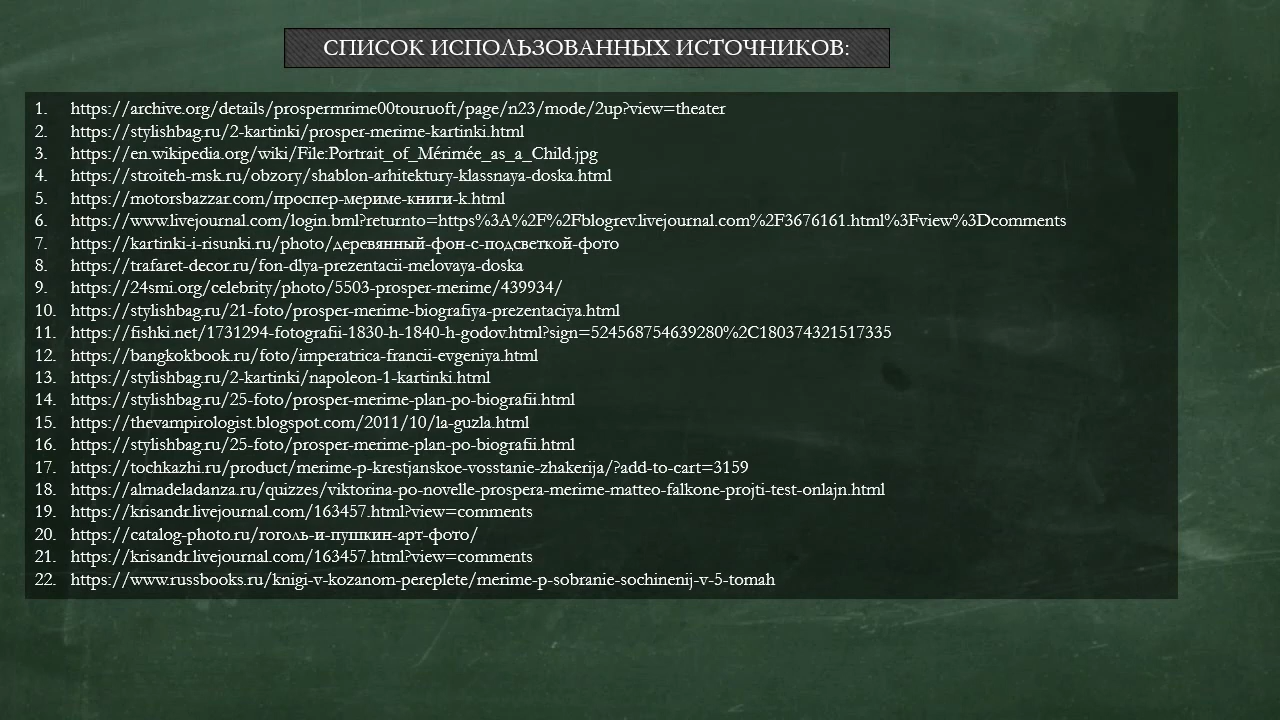 СПИСОК ИСПОЛЬЗОВАННЫХ ИСТОЧНИКОВ:
1. https://archive.org/details/prospermrime00touruoft/page/n23/mode/2up?view=theater
2. https://stylishbag.ru/2-kartinki/prosper-merime-kartinki.html
3. https://en.wikipedia.org/wiki/File:Portrait_of_Mérimée_as_a_Child.jpg
4. https://stroiteh-msk.ru/obzory/shablon-arhitektury-klassnaya-doska.html
5. https://motorsbazzar.com/проспер-мериме-книги-k.html
6. https://www.livejournal.com/login.bml?returnto=https%3A%2F%2Fblogrev.livejournal.com%2F3676161.html%3Fview%3Dcomments
7. https://kartinki-i-risunki.ru/photo/деревянный-фон-с-подсветкой-фото
8. https://trafaret-decor.ru/fon-dlya-prezentacii-melovaya-doska
9. https://24smi.org/celebrity/photo/5503-prosper-merime/439934/
10. https://stylishbag.ru/21-foto/prosper-merime-biografiya-prezentaciya.html
11. https://fishki.net/1731294-fotografii-1830-h-1840-h-godov.html?sign=524568754639280%2C180374321517335
12. https://bangkokbook.ru/foto/imperatrica-francii-evgeniya.html
13. https://stylishbag.ru/2-kartinki/napoleon-1-kartinki.html
14. https://stylishbag.ru/25-foto/prosper-merime-plan-po-biografii.html
15. https://thevampirologist.blogspot.com/2011/10/la-guzla.html
16. https://stylishbag.ru/25-foto/prosper-merime-plan-po-biografii.html
17. https://tochkazhi.ru/product/merime-p-krestjanskoe-vosstanie-zhakerija/?add-to-cart=3159
18. https://almadeladanza.ru/quizzes/viktorina-po-novelle-prospera-merime-matteo-falkone-projti-test-onlajn.html
19. https://krisandr.livejournal.com/163457.html?view=comments
20. https://catalog-photo.ru/гоголь-и-пушкин-арт-фото/
21. https://krisandr.livejournal.com/163457.html?view=comments
22. https://www.russbooks.ru/knigi-v-kozanom-pereplete/merime-p-sobranie-sochinenij-v-5-tomah